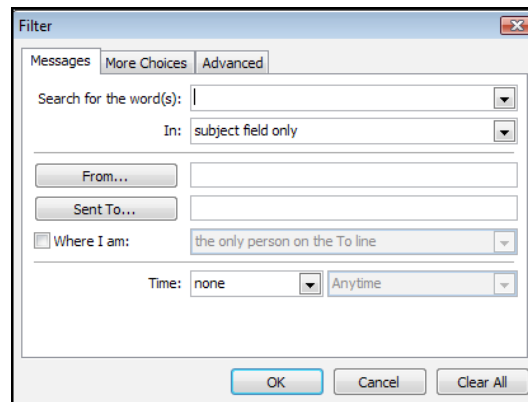 Filter
Messages More Choices Advanced
Search for the word(s):
In: subject field only
From...
Sent To...
Where I am: the only person on the To line
Time: none Anytime
OK Cancel Clear All